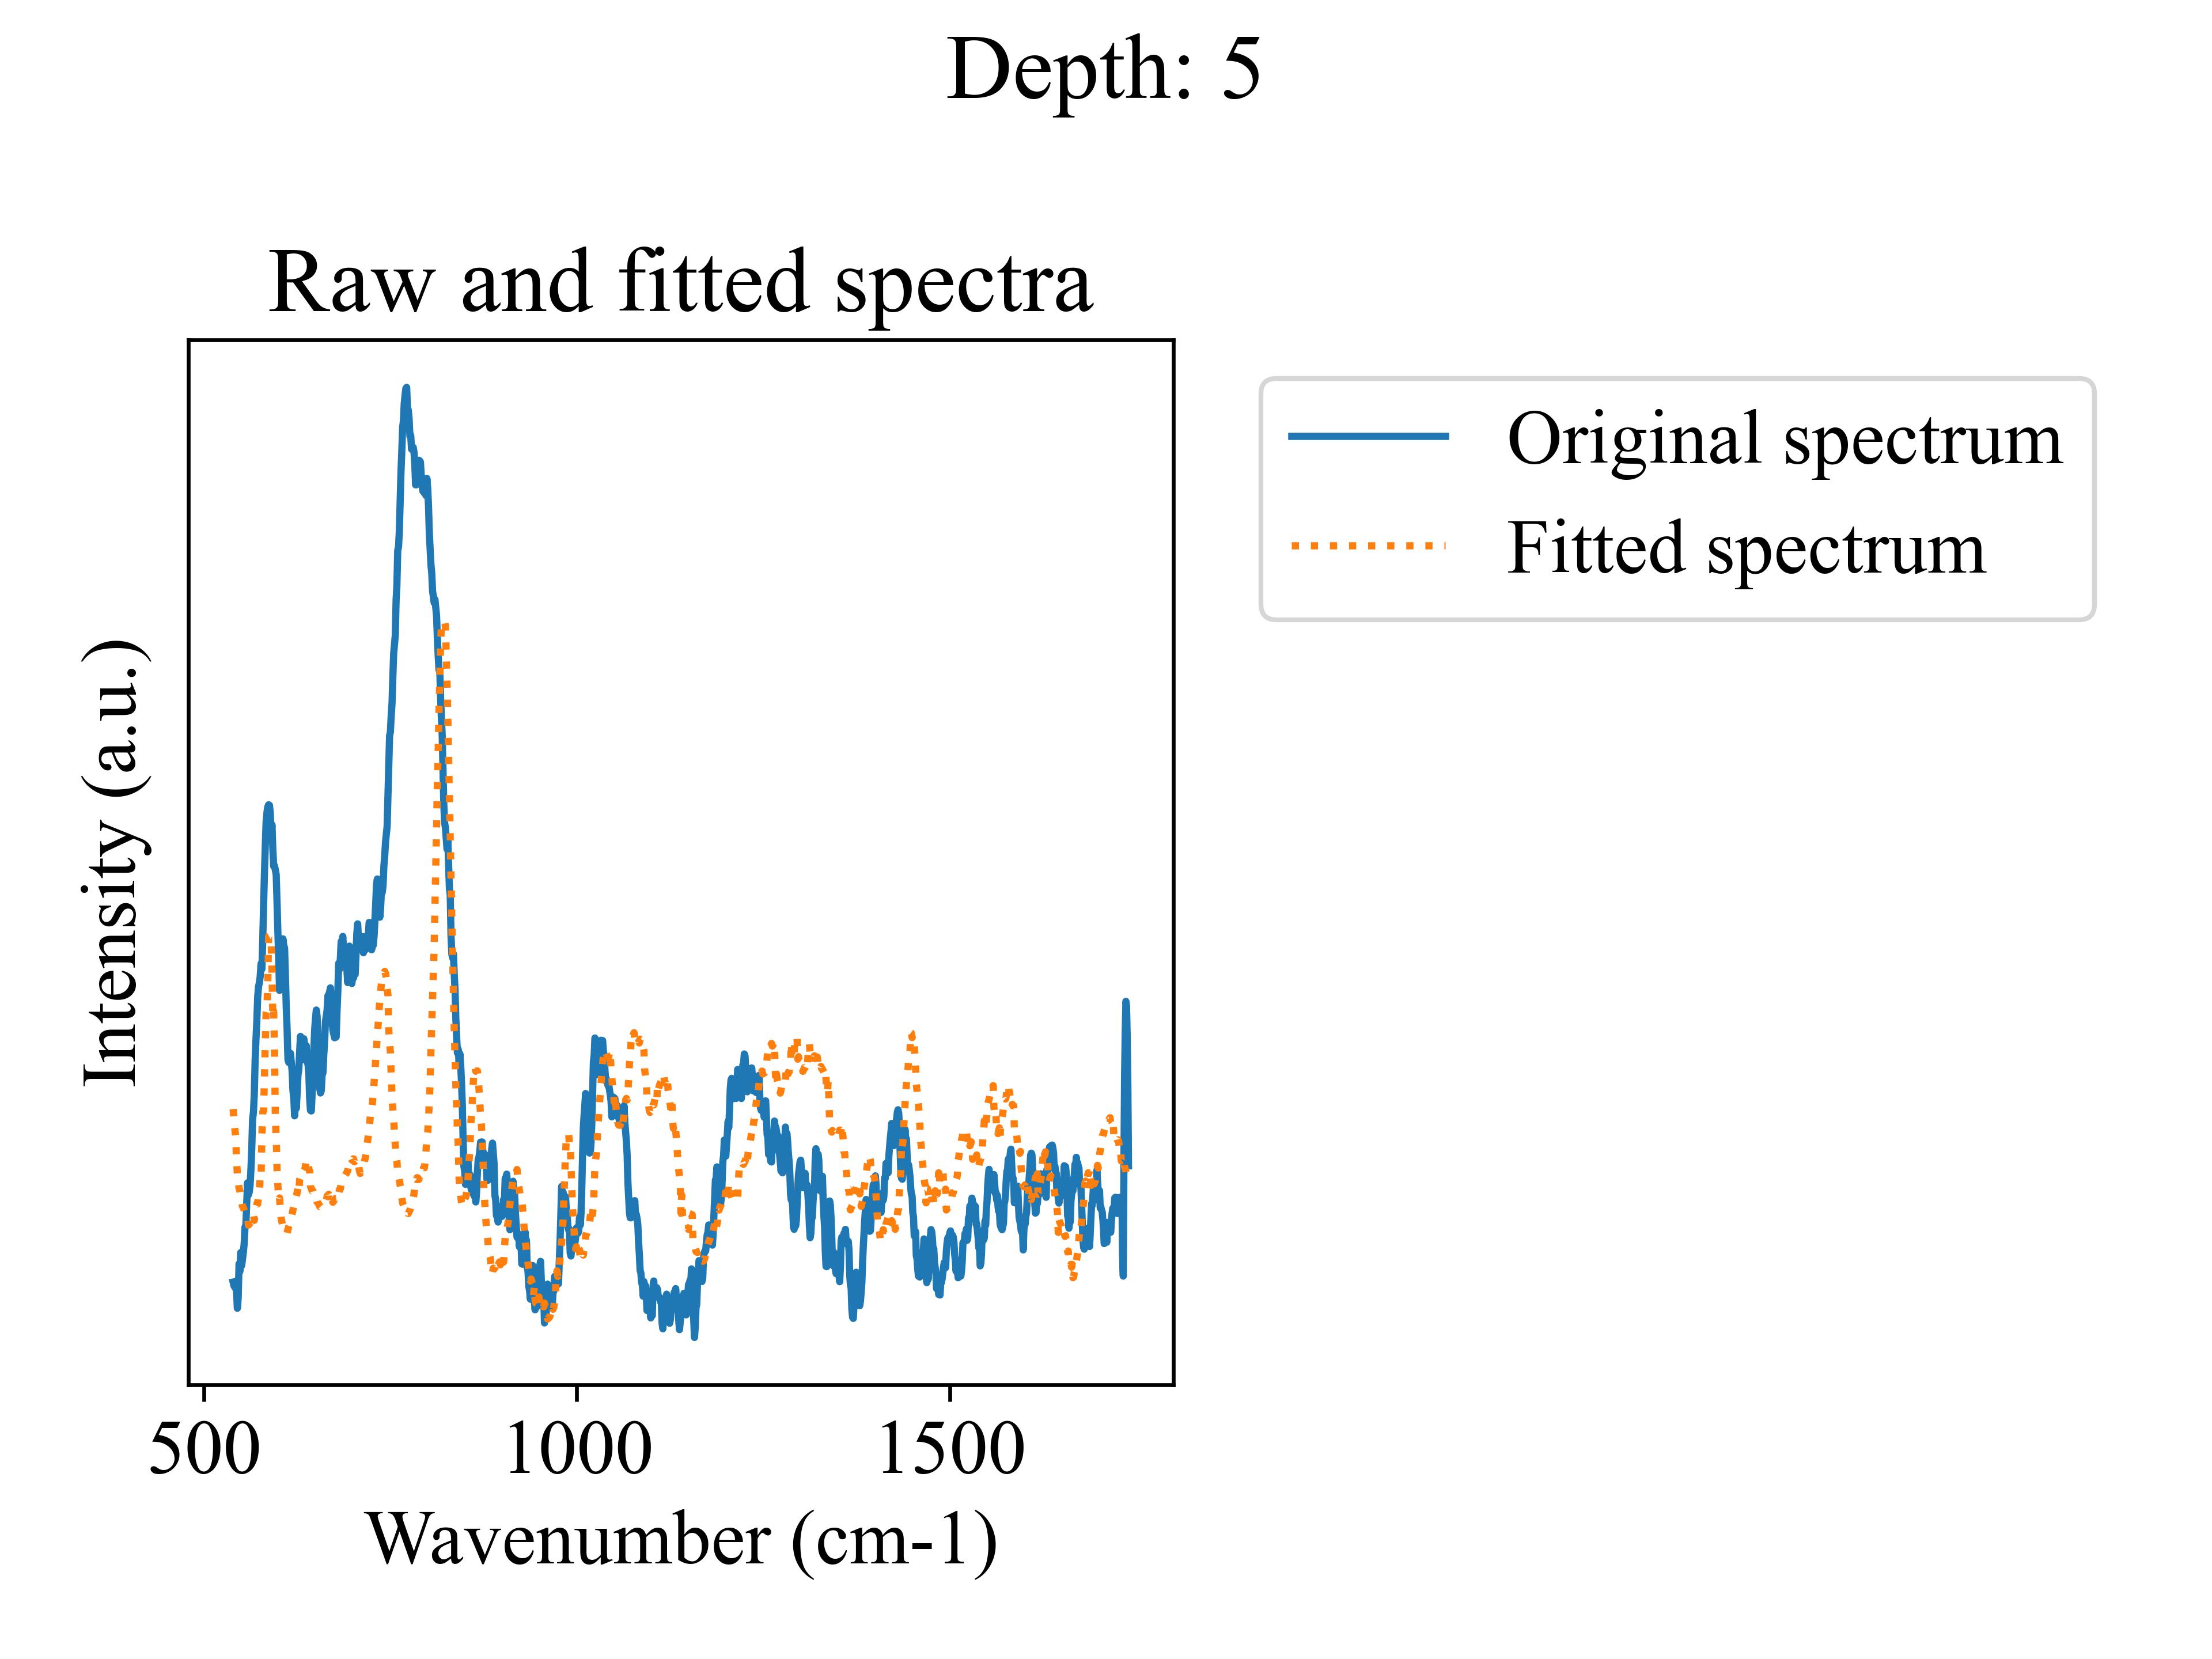 Depth: 5
Raw and fitted spectra
Original spectrum
Fitted spectrum
Intensity (a.u.)
500 1000 1500
Wavenumber (cm-1)